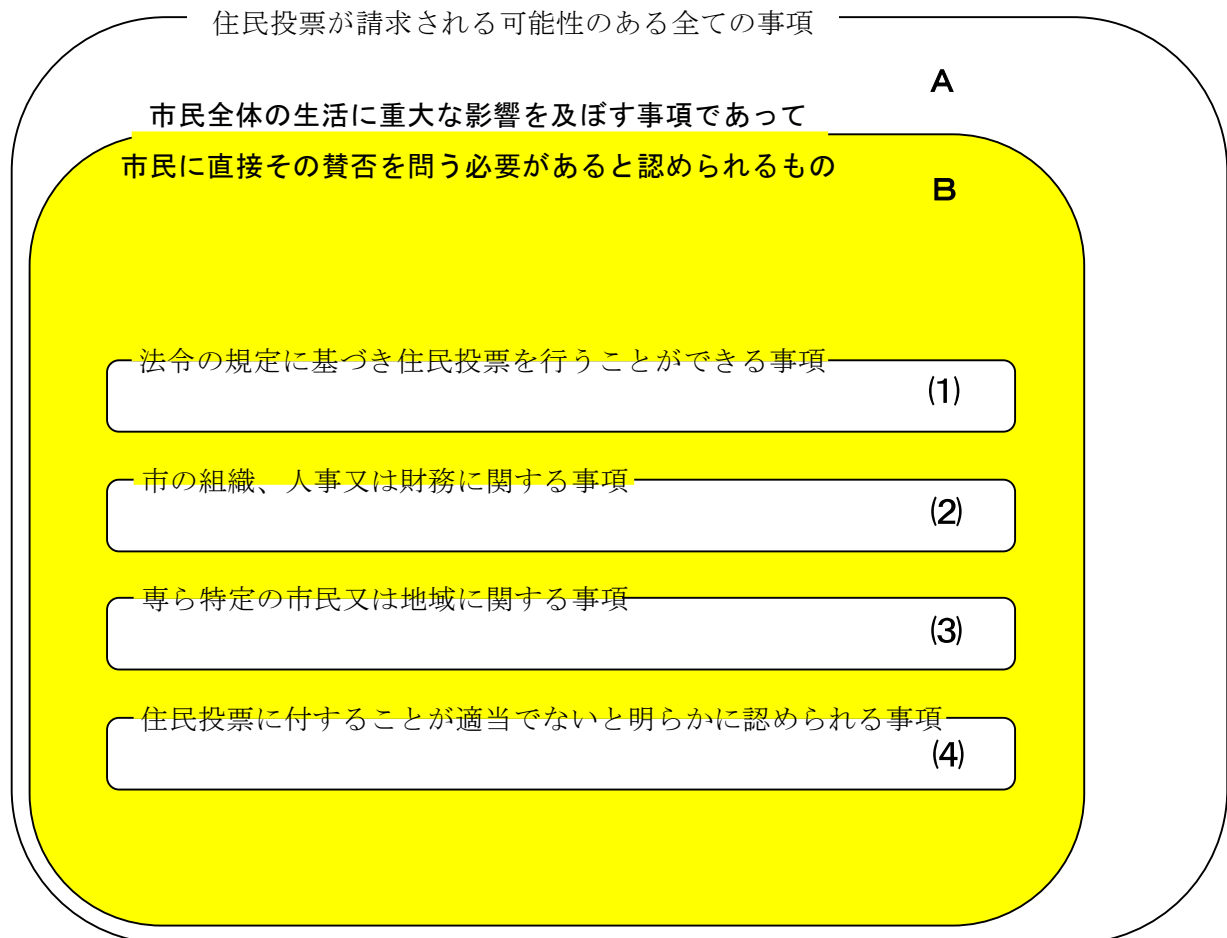 住民投票が請求される可能性のある全ての事項
A
市民全体の生活に重大な影響を及ぼす事項であって
市民に直接その賛否を問う必要があると認められるもの
B
法令の規定に基づき住民投票を行うことができる事項
(1)
市の組織、人事又は財務に関する事項
(2)
専ら特定の市民又は地域に関する事項
(3)
住民投票に付することが適当でないと明らかに認められる事項
(4)